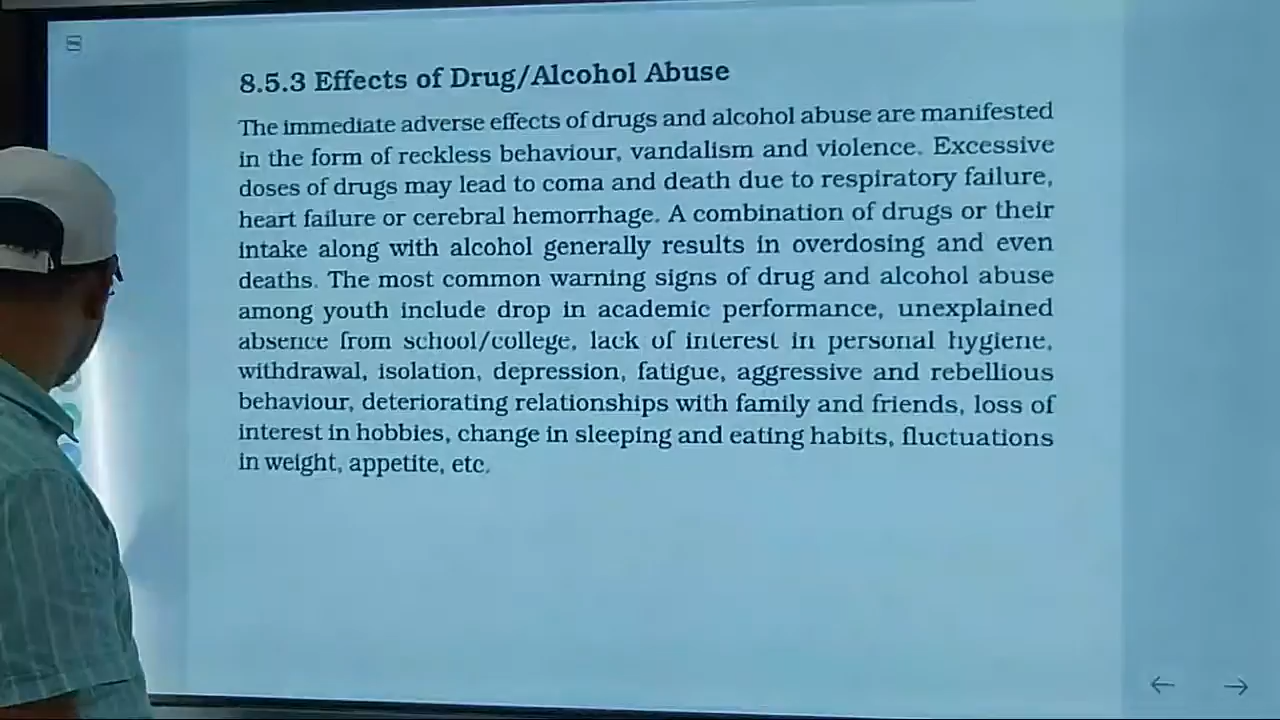 8.5.3 Effects of Drug/Alcohol Abuse
The immediate adverse effects of drugs and alcohol abuse are manifested
in the form of reckless behaviour, vandalism and violence. Excessive
doses of drugs may lead to coma and death due to respiratory failure,
heart failure or cerebral hemorrhage. A combination of drugs or their
intake along with alcohol generally results in overdosing and even
deaths. The most common warning signs of drug and alcohol abuse
among youth include drop in academic performance, unexplained
absence from school/college, lack of interest in personal hygiene,
withdrawal, isolation, depression, fatigue, aggressive and rebellious
behaviour, deteriorating relationships with family and friends, loss of
interest in hobbies, change in sleeping and eating habits, fluctuations
in weight, appetite, etc.